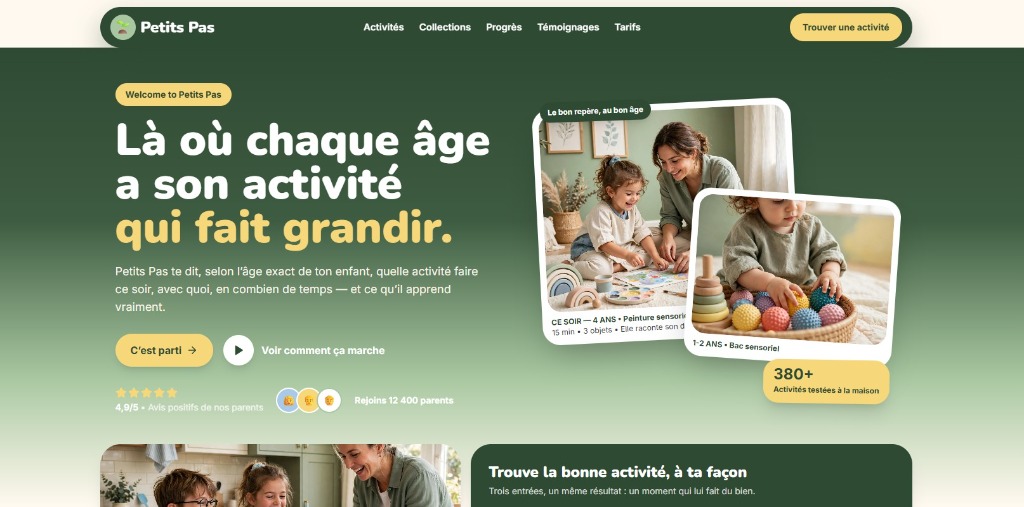 Petits Pas
Activités
Collections
Progrès
Témoignages
Tarifs
Trouver une activité
Welcome to Petits Pas
Là où chaque âge
a son activité
qui fait grandir.
Petits Pas te dit, selon l'âge exact de ton enfant, quelle activité faire
ce soir, avec quoi, en combien de temps — et ce qu'il apprend
vraiment.
C'est parti →
Voir comment ça marche
4,9/5 • Avis positifs de nos parents
Rejoins 12 400 parents
Le bon repère, au bon âge
CE SOIR — 4 ANS • Peinture
15 min • 3 objets • Elle raconte son
1-2 ANS • Bac sensoriel
380+
Activités testées à la maison
Trouve la bonne activité, à ta façon
Trois entrées, un même résultat : un moment qui lui fait du bien.